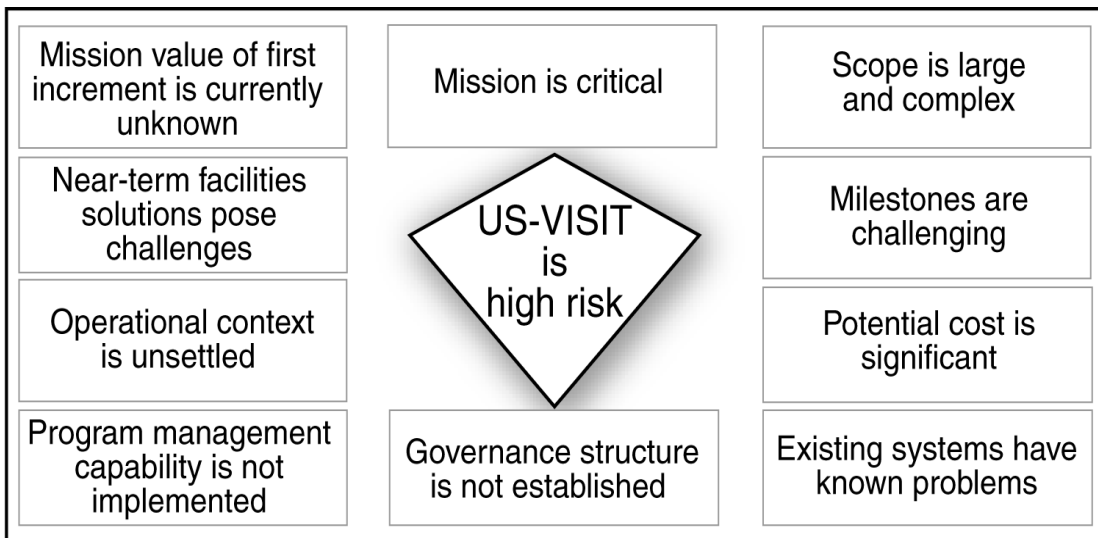 Mission value of first
increment is currently
unknown
Mission is critical
Scope is large
and complex
Near-term facilities
solutions pose
challenges
US-VISIT
is
high risk
Milestones are
challenging
Operational context
is unsettled
Potential cost is
significant
Program management
capability is not
implemented
Governance structure
is not established
Existing systems have
known problems